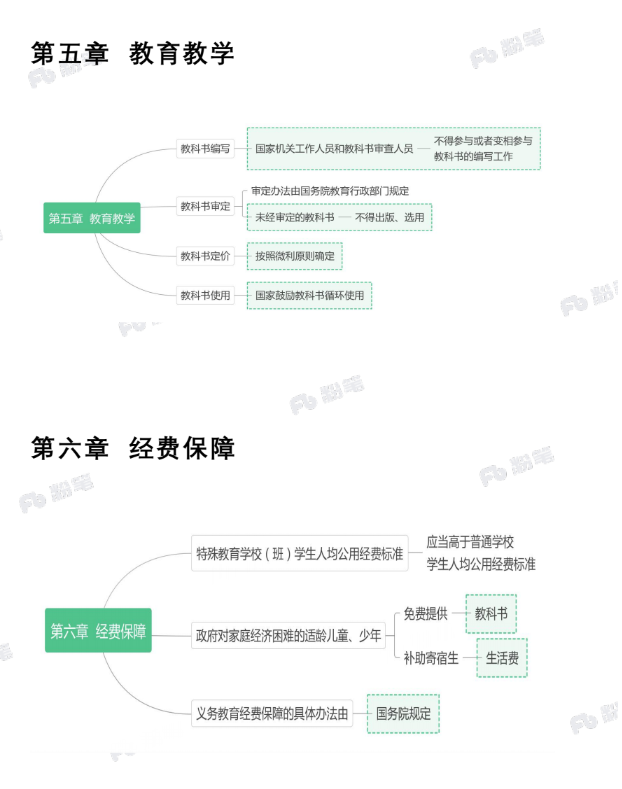 第五章 教育教学
粉笔
粉笔
教科书编写
国家机关工作人员和教科书审查人员
不得参与或者变相参与
教科书的编写工作
第五章 教育教学
教科书审定
审定办法由国务院教育行政部门规定
未经审定的教科书
不得出版、选用
教科书定价
按照微利原则确定
教科书使用
国家鼓励教科书循环使用
粉笔
粉笔
第六章 经费保障
粉笔
粉笔
特殊教育学校(班)学生人均公用经费标准
应当高于普通学校
学生人均公用经费标准
第六章 经费保障
政府对家庭经济困难的适龄儿童、少年
免费提供
教科书
补助寄宿生
生活费
义务教育经费保障的具体办法由
国务院规定
粉笔